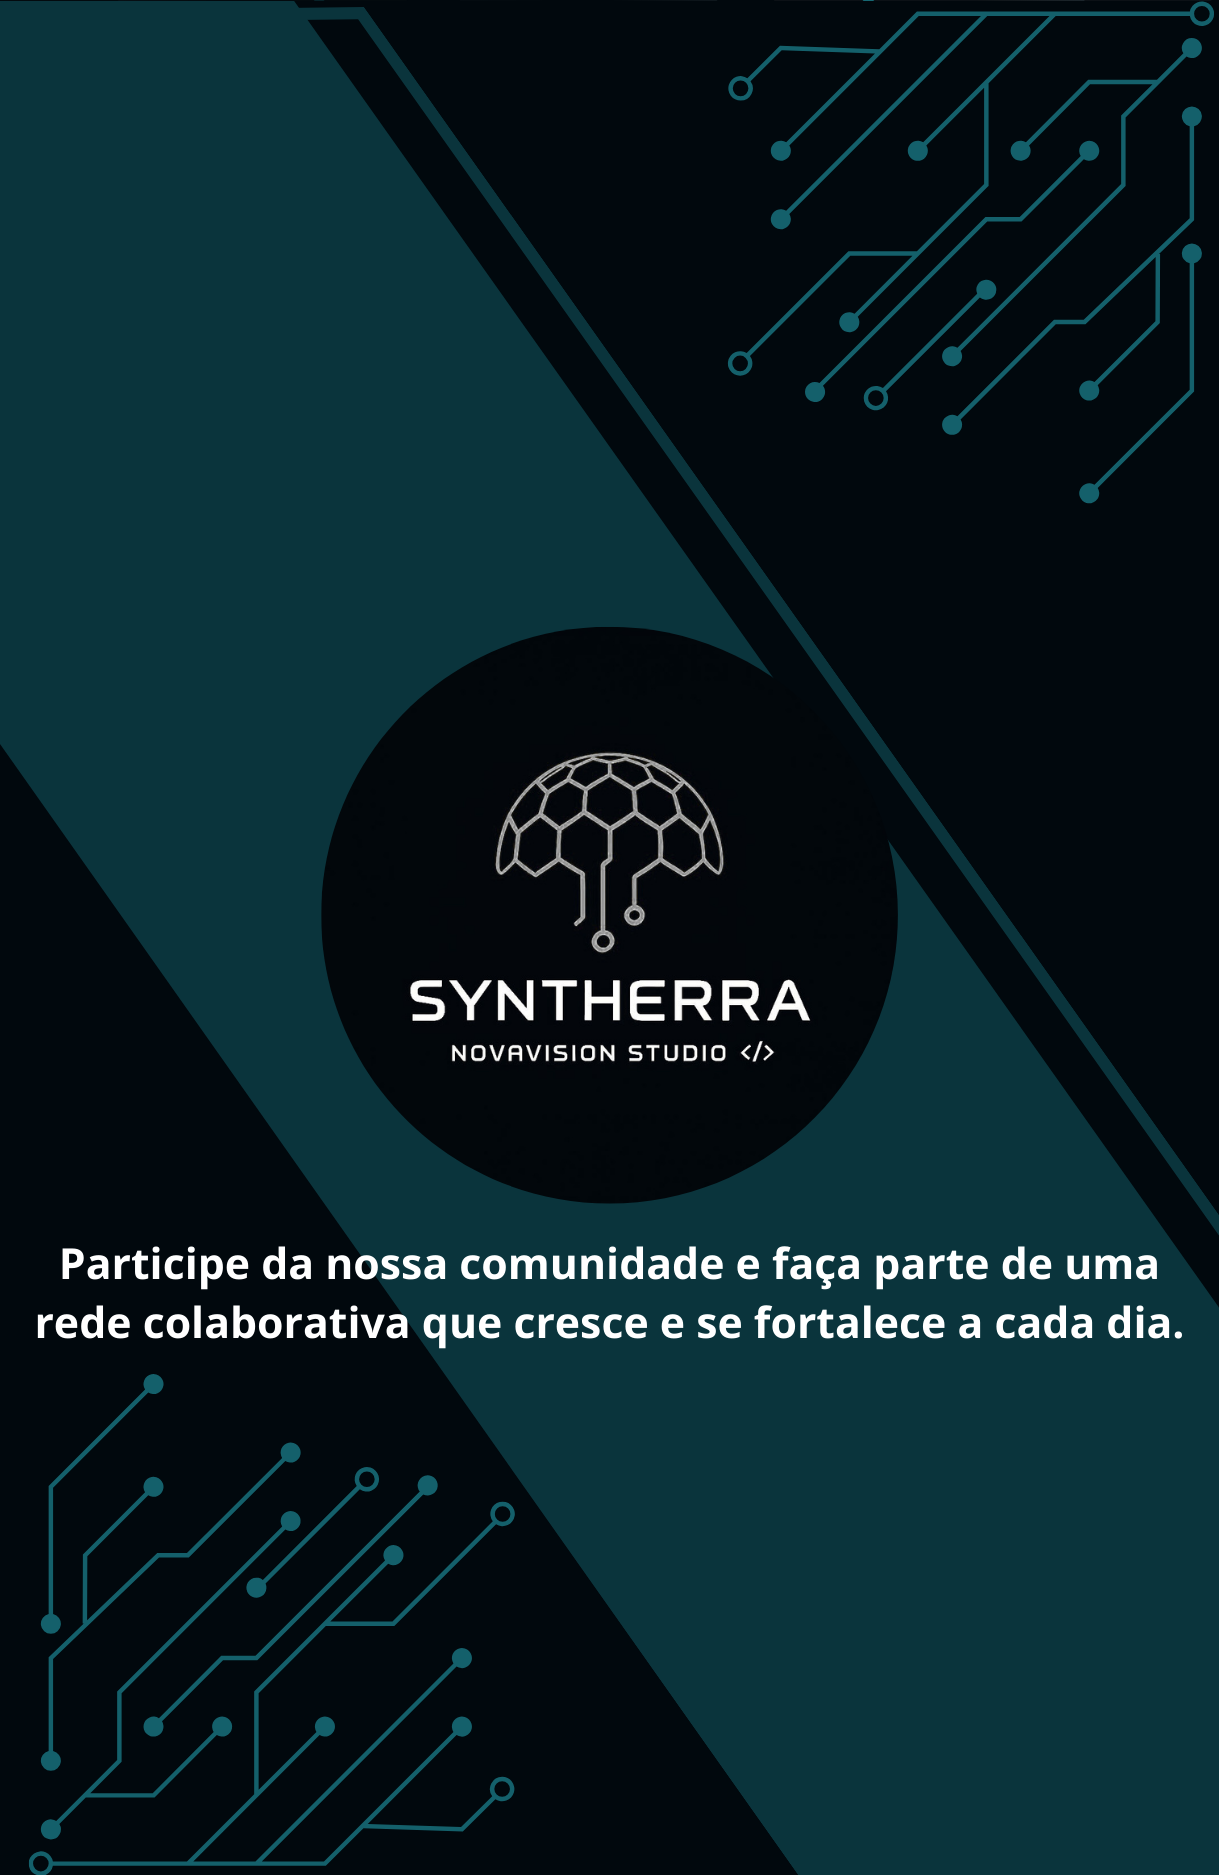 SYNTHERRA
NOVAVISION STUDIO </>
Participe da nossa comunidade e faça parte de uma
rede colaborativa que cresce e se fortalece a cada dia.